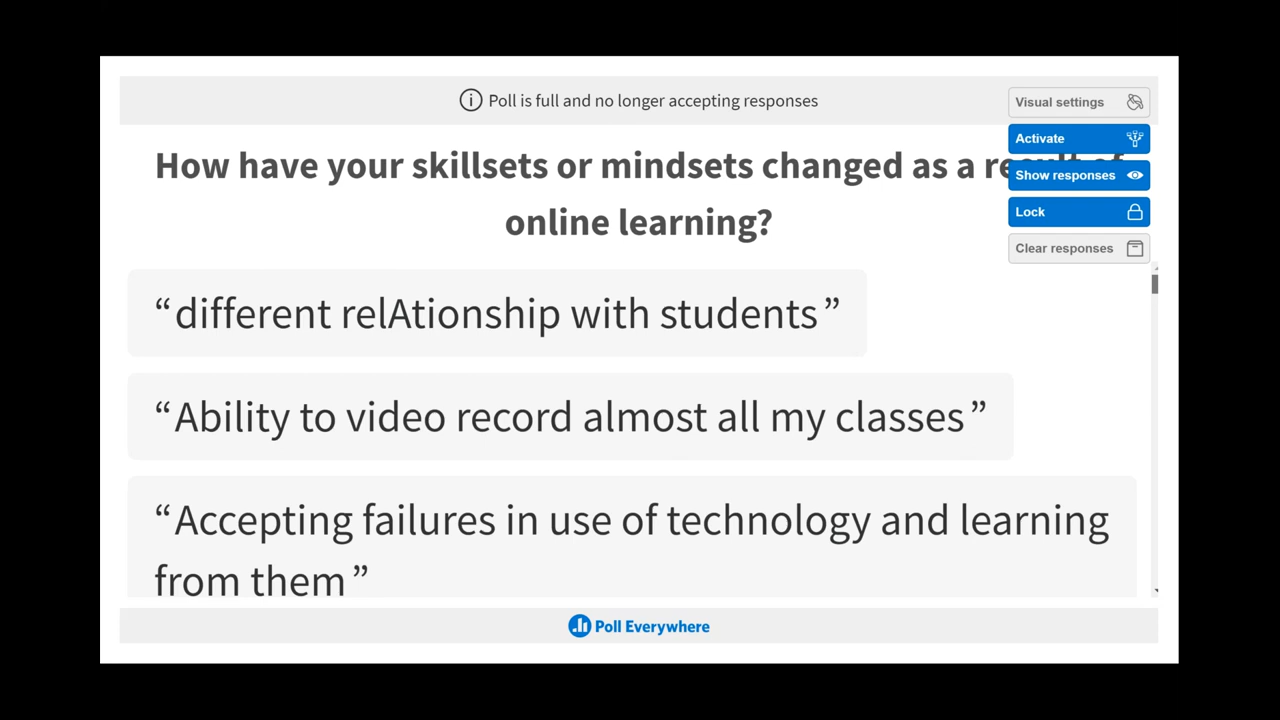 Poll is full and no longer accepting responses
Visual settings
Activate
How have your skillsets or mindsets changed as a result of
Show responses
online learning?
Lock
Clear responses
“different relAtionship with students”
“Ability to video record almost all my classes”
“Accepting failures in use of technology and learning
from them”
Poll Everywhere